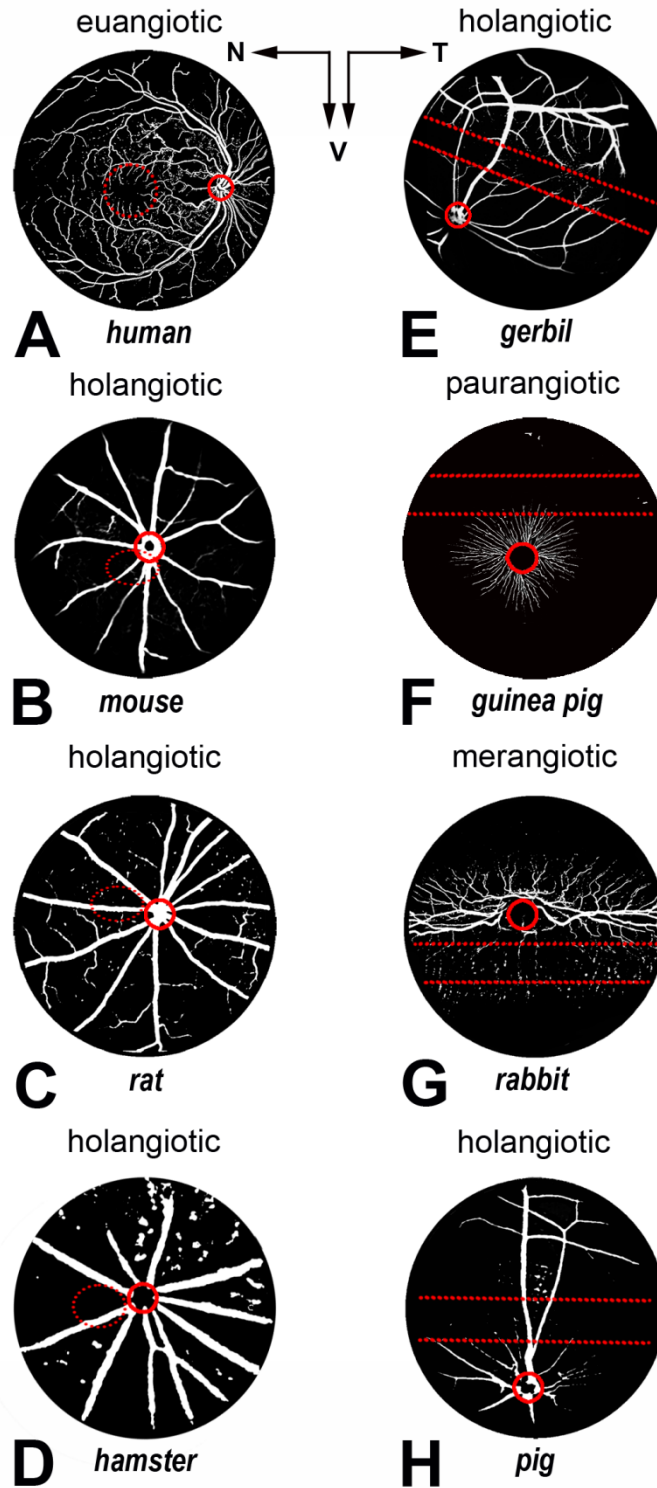 euangiotic
N
T
V
holangiotic
A
human
E
gerbil
holangiotic
paurangiotic
B
mouse
F
guinea pig
holangiotic
merangiotic
C
rat
G
rabbit
holangiotic
holangiotic
D
hamster
H
pig